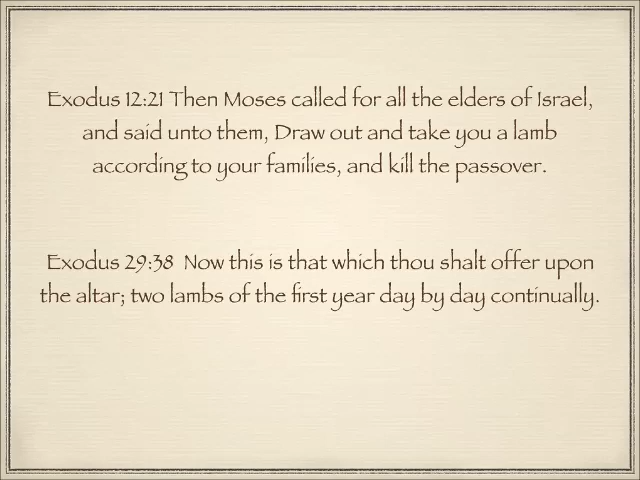 Exodus 12:21 Then Moses called for all the elders of Israel,
and said unto them, Draw out and take you a lamb
according to your families, and kill the passover.
Exodus 29:38  Now this is that which thou shalt offer upon
the altar; two lambs of the first year day by day continually.